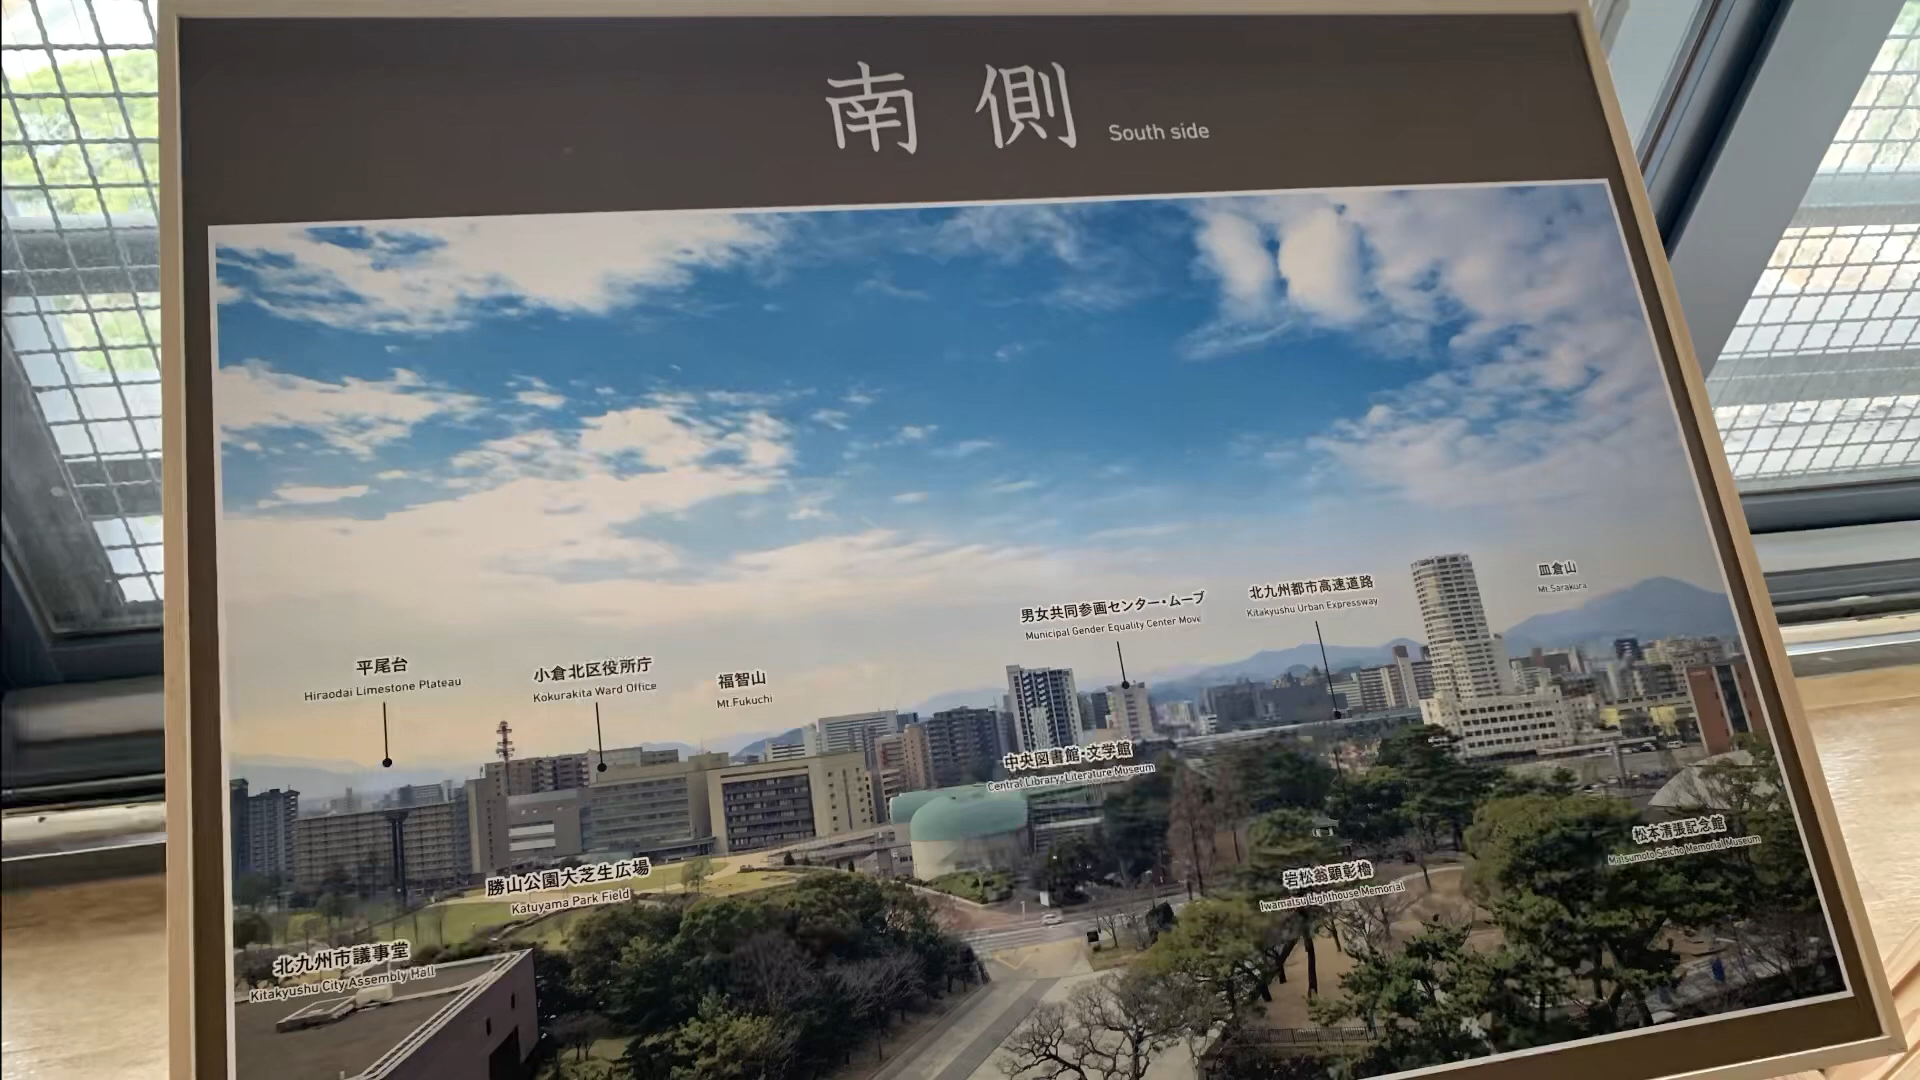 南側
South side
皿倉山
Mt.Sarakura
北九州都市高速道路
Kitakyushu Urban Expressway
男女共同参画センター・ムーブ
Municipal Gender Equality Center Move
平尾台
Hiraodai Limestone Plateau
小倉北区役所庁
Kokurakita Ward Office
福智山
Mt.Fukuchi
中央図書館・文学館
Central Library・Literature Museum
松本清張記念館
Matsumoto Seicho Memorial Museum
勝山公園大芝生広場
Katuyama Park Field
岩松翁顕彰櫓
Iwamatsu Lighthouse Memorial
北九州市議事堂
Kitakyushu City Assembly Hall